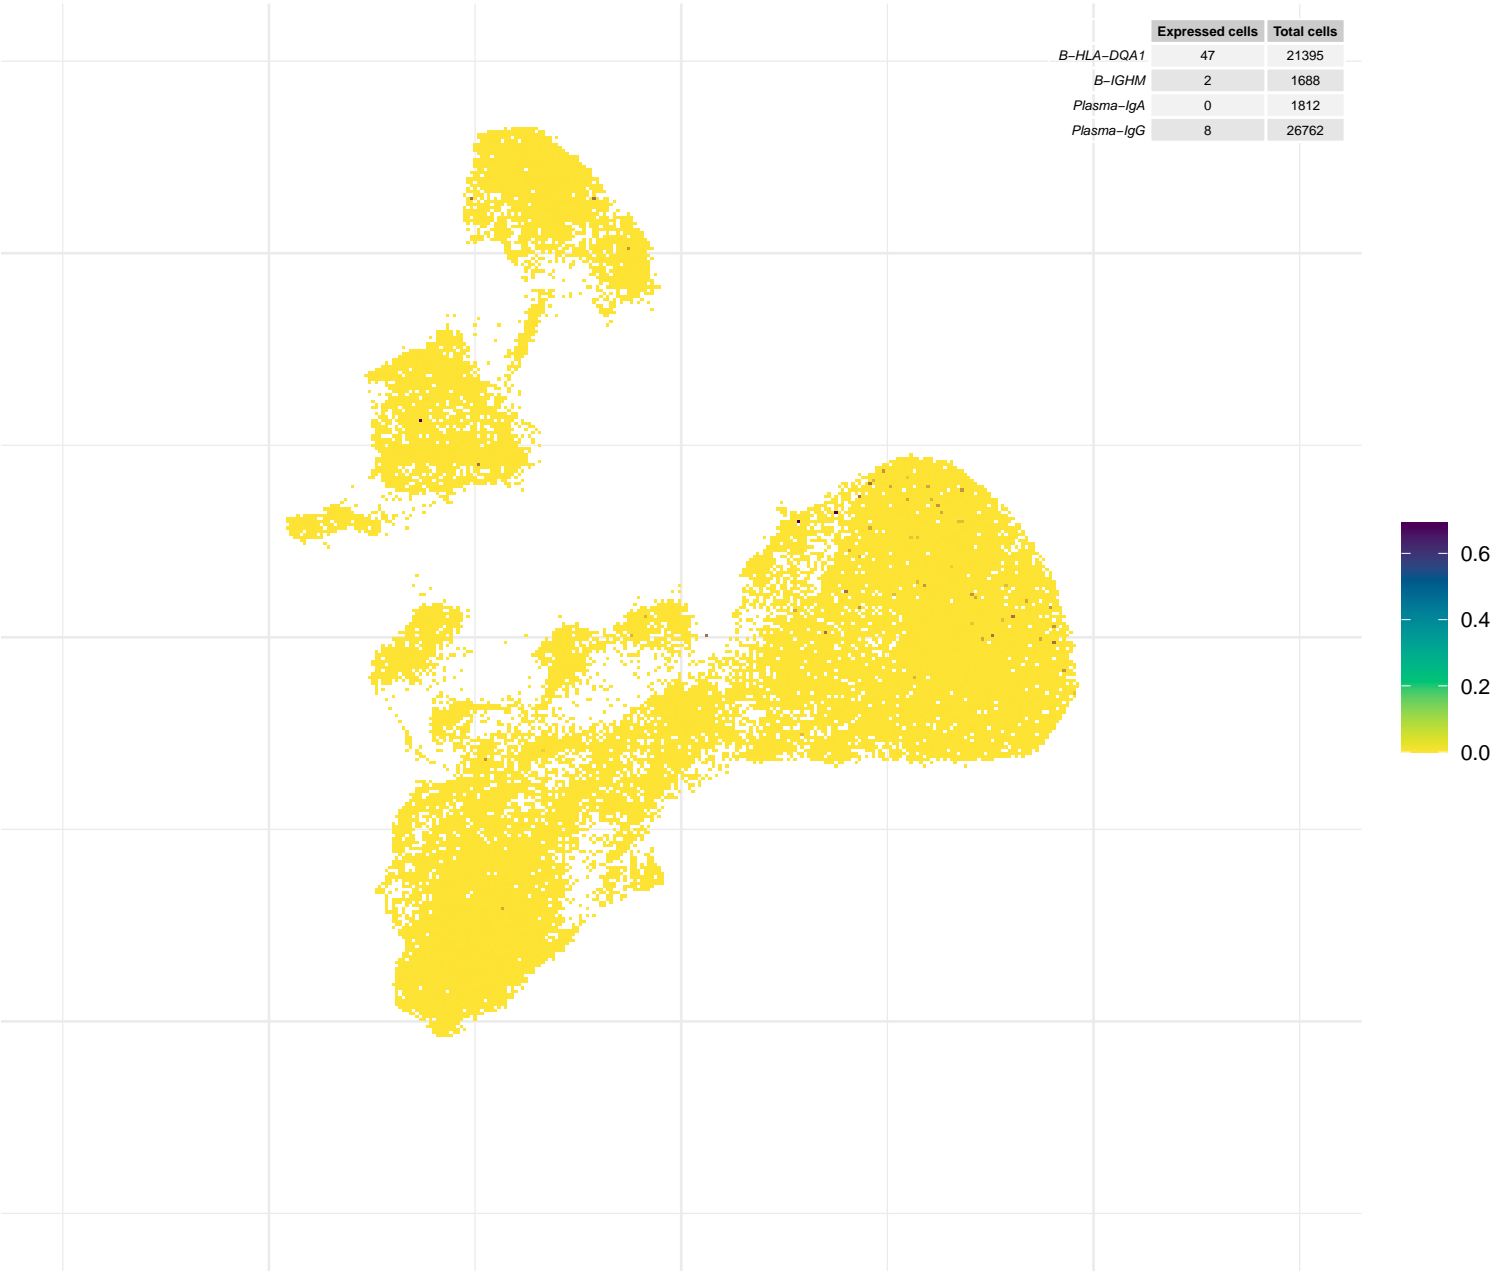 Expressed cells Total cells
B−HLA−DQA1 47 21395
B−IGHM 2 1688
Plasma−IgA 0 1812
Plasma−IgG 8 26762
0.6
0.4
0.2
0.0